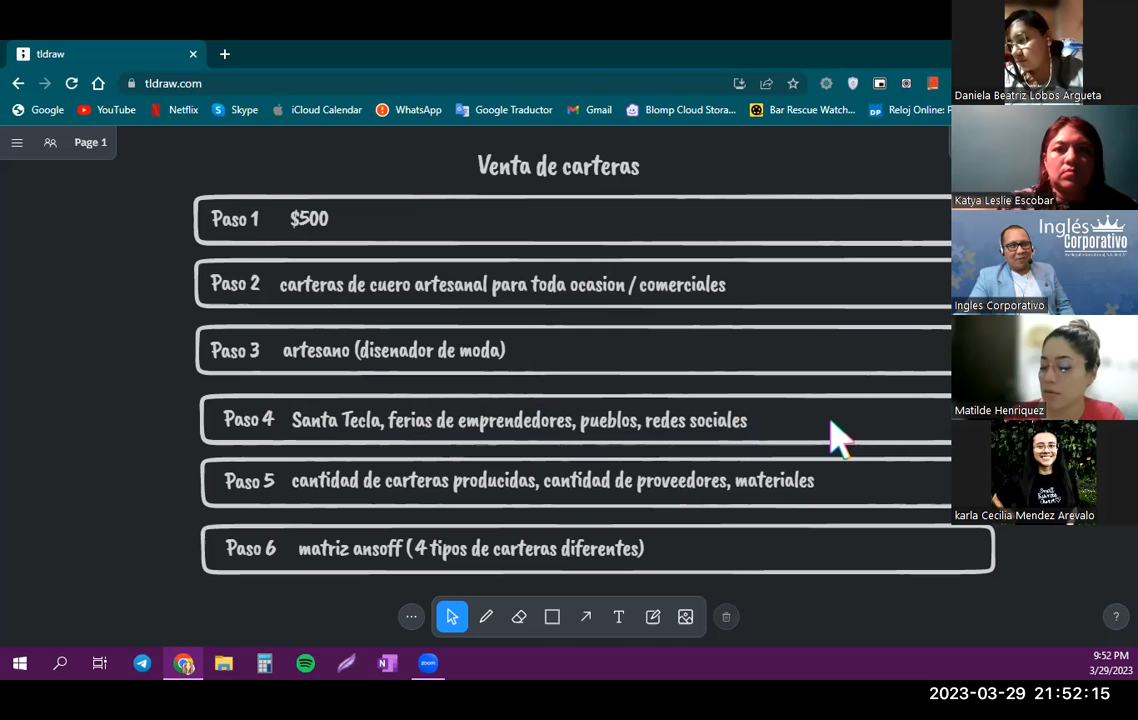 tldraw
tldraw.com
Google
YouTube
Netflix
Skype
iCloud Calendar
WhatsApp
Google Traductor
Gmail
Blomp Cloud Stora...
Bar Rescue Watch...
Reloj Online:
Page 1
Venta de carteras
Paso 1 $500
Paso 2 carteras de cuero artesanal para toda ocasion / comerciales
Paso 3 artesano (disenador de moda)
Paso 4 Santa Tecla, ferias de emprendedores, pueblos, redes sociales
Paso 5 cantidad de carteras producidas, cantidad de proveedores, materiales
Paso 6 matriz ansoff (4 tipos de carteras diferentes)
Daniela Beatriz Lobos Argueta
Katya Leslie Escobar
Inglés
Corporativo
Ingles Corporativo
Matilde Henriquez
karla Cecilia Mendez Arevalo
zoom
9:52 PM
3/29/2023
2023-03-29 21:52:15